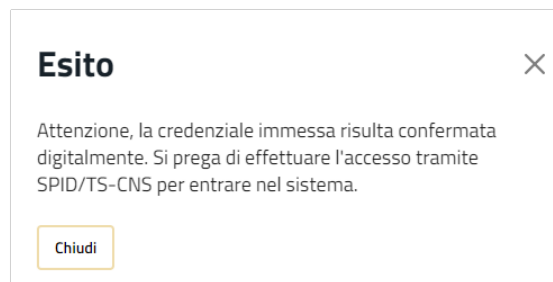 Esito
Attenzione, la credenziale immessa risulta confermata
digitalmente. Si prega di effettuare l'accesso tramite
SPID/TS-CNS per entrare nel sistema.
Chiudi